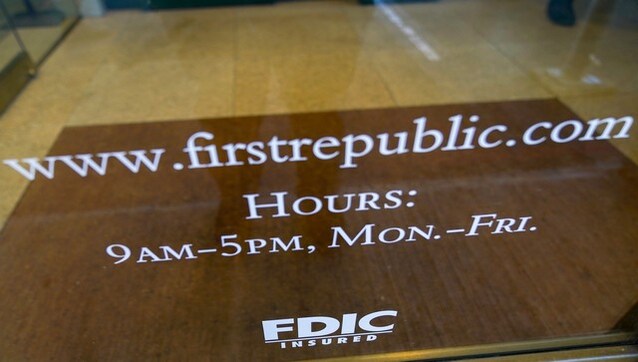 www.firstrepublic.com
HOURS:
9AM–5PM, MON.–FRI.
FDIC
INSURED